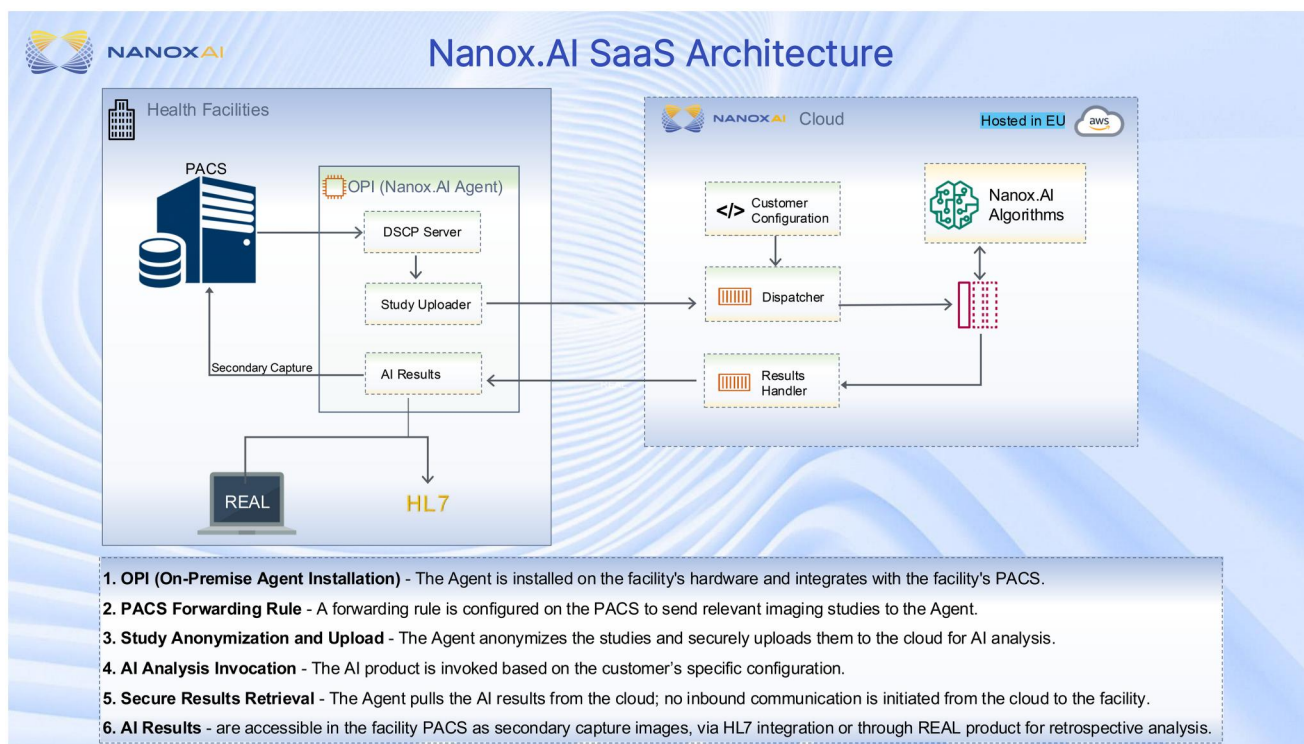 NANOXAI
Nanox.AI SaaS Architecture
Health Facilities
PACS
OPI (Nanox.AI Agent)
DSCP Server
Study Uploader
Secondary Capture
AI Results
REAL
HL7
NANOXAI Cloud
Hosted in EU
aws
</> Customer
Configuration
Nanox.AI
Algorithms
Dispatcher
Results
Handler
1. OPI (On-Premise Agent Installation) - The Agent is installed on the facility's hardware and integrates with the facility's PACS.
2. PACS Forwarding Rule - A forwarding rule is configured on the PACS to send relevant imaging studies to the Agent.
3. Study Anonymization and Upload - The Agent anonymizes the studies and securely uploads them to the cloud for AI analysis.
4. AI Analysis Invocation - The AI product is invoked based on the customer’s specific configuration.
5. Secure Results Retrieval - The Agent pulls the AI results from the cloud; no inbound communication is initiated from the cloud to the facility.
6. AI Results - are accessible in the facility PACS as secondary capture images, via HL7 integration or through REAL product for retrospective analysis.